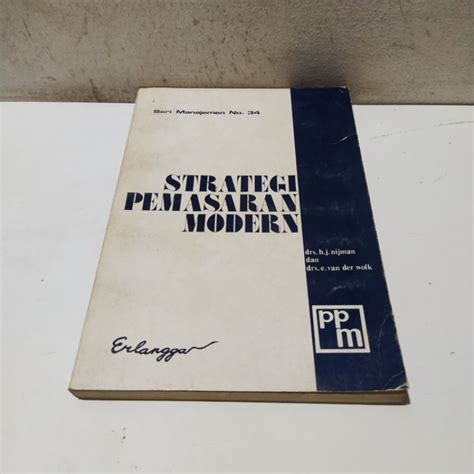 Seri Manajemen No. 34
STRATEGI
PEMASARAN
MODERN
drs. h.j. nijman
dan
drs. e. van der wolk
ppm
Erlangga